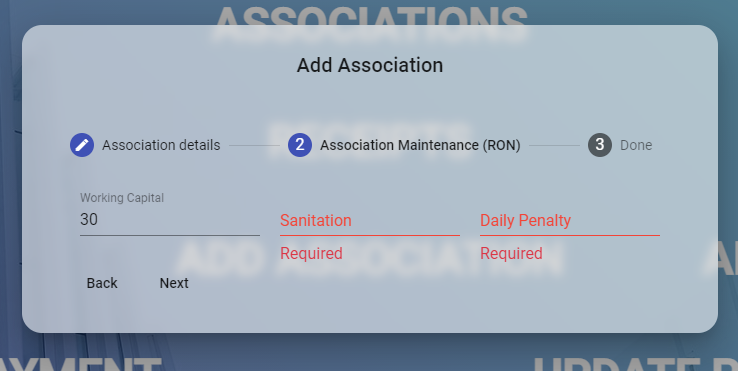 ASSOCIATIONS
Add Association
RECEIPTS
Association details 2 Association Maintenance (RON) 3 Done
Working Capital
30 Sanitation Daily Penalty
Required Required
ADD ASSOCIATION
Back Next
UPDATE